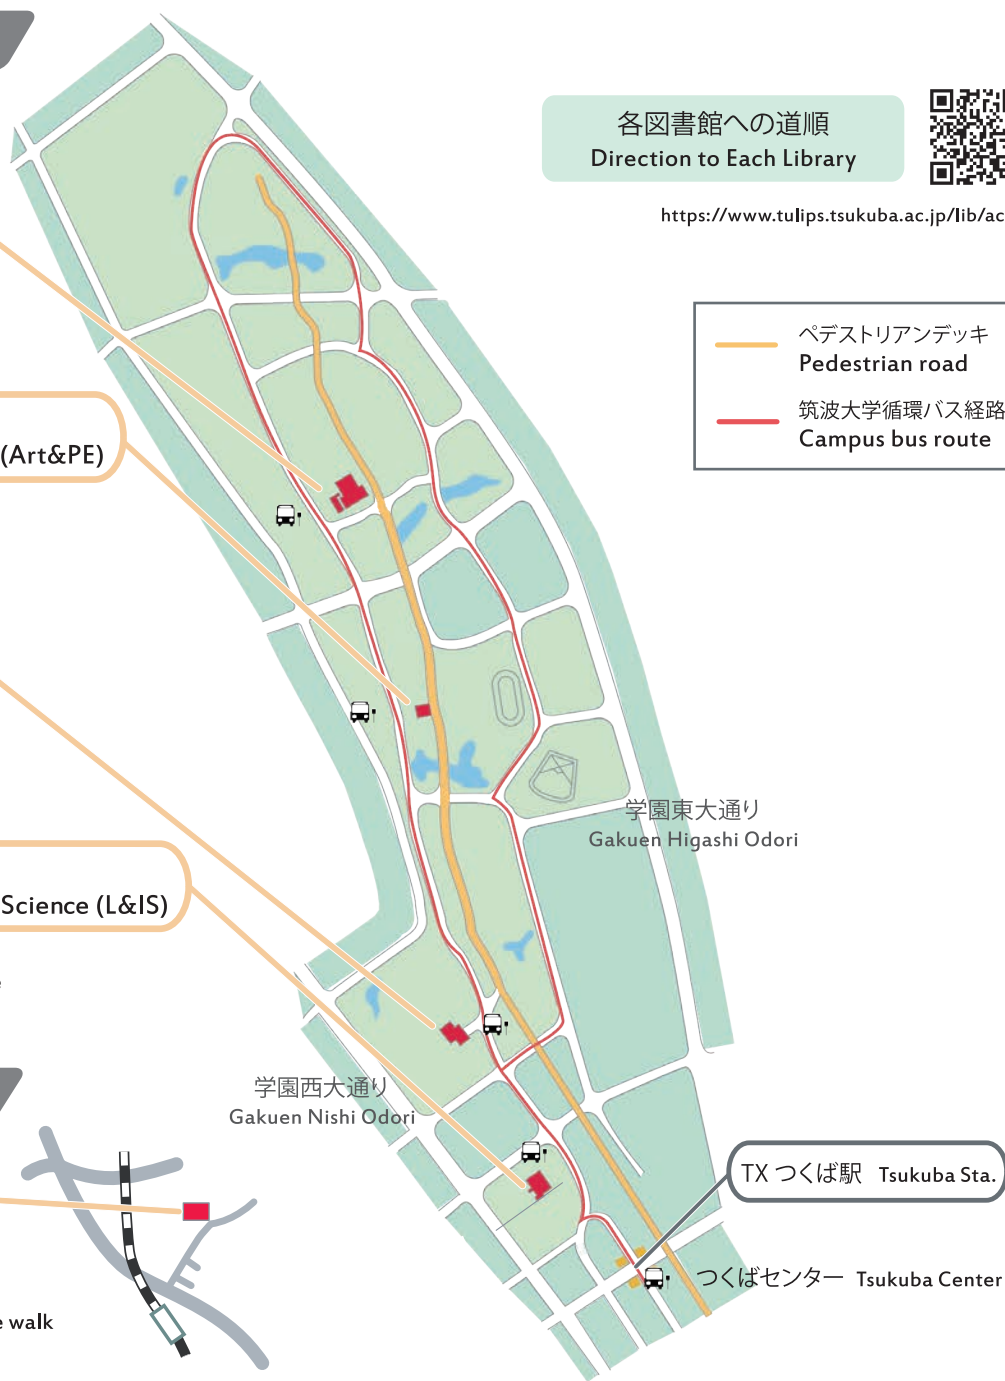 各図書館への道順
Direction to Each Library
https://www.tulips.tsukuba.ac.jp/lib/ac
ペデストリアンデッキ
Pedestrian road
筑波大学循環バス経路
Campus bus route
(Art&PE)
学園東大通り
Gakuen Higashi Odori
Science (L&IS)
学園西大通り
Gakuen Nishi Odori
TX つくば駅 Tsukuba Sta.
つくばセンター Tsukuba Center
walk